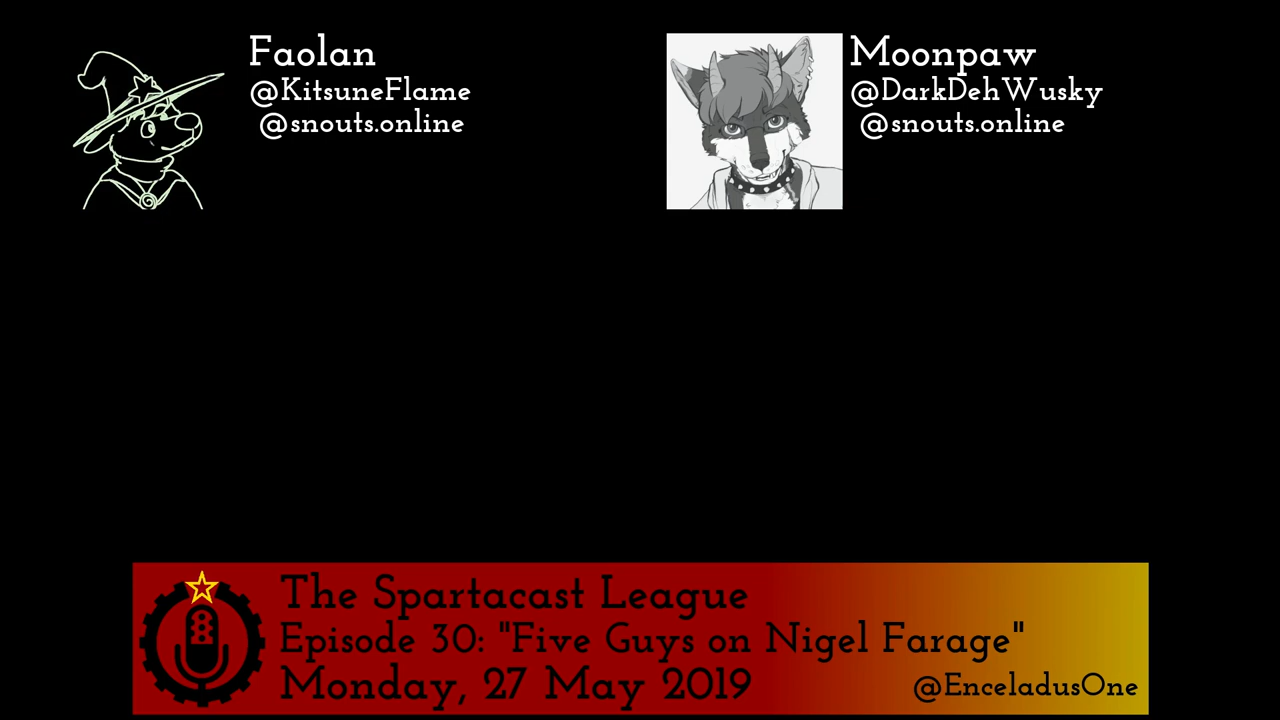 Faolan
@KitsuneFlame
@snouts.online
Moonpaw
@DarkDehWusky
@snouts.online
The Spartacast League
Episode 30: "Five Guys on Nigel Farage"
Monday, 27 May 2019
@EnceladusOne